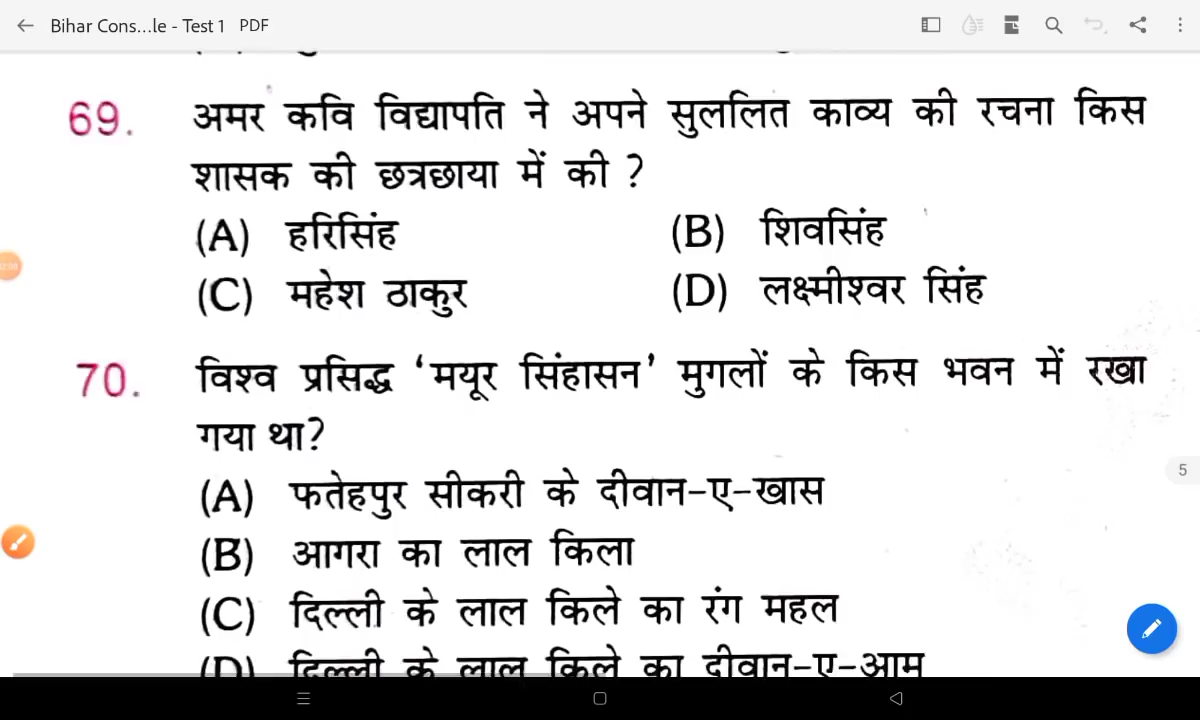 Bihar Cons...le - Test 1 PDF
69. अमर कवि विद्यापति ने अपने सुललित काव्य की रचना किस
शासक की छत्रछाया में की ?
(A) हरिसिंह (B) शिवसिंह
(C) महेश ठाकुर (D) लक्ष्मीश्वर सिंह
70. विश्व प्रसिद्ध ‘मयूर सिंहासन’ मुगलों के किस भवन में रखा
गया था?
5
(A) फतेहपुर सीकरी के दीवान-ए-खास
(B) आगरा का लाल किला
(C) दिल्ली के लाल किले का रंग महल
(D) दिल्ली के लाल किले का दीवान-ए-आम